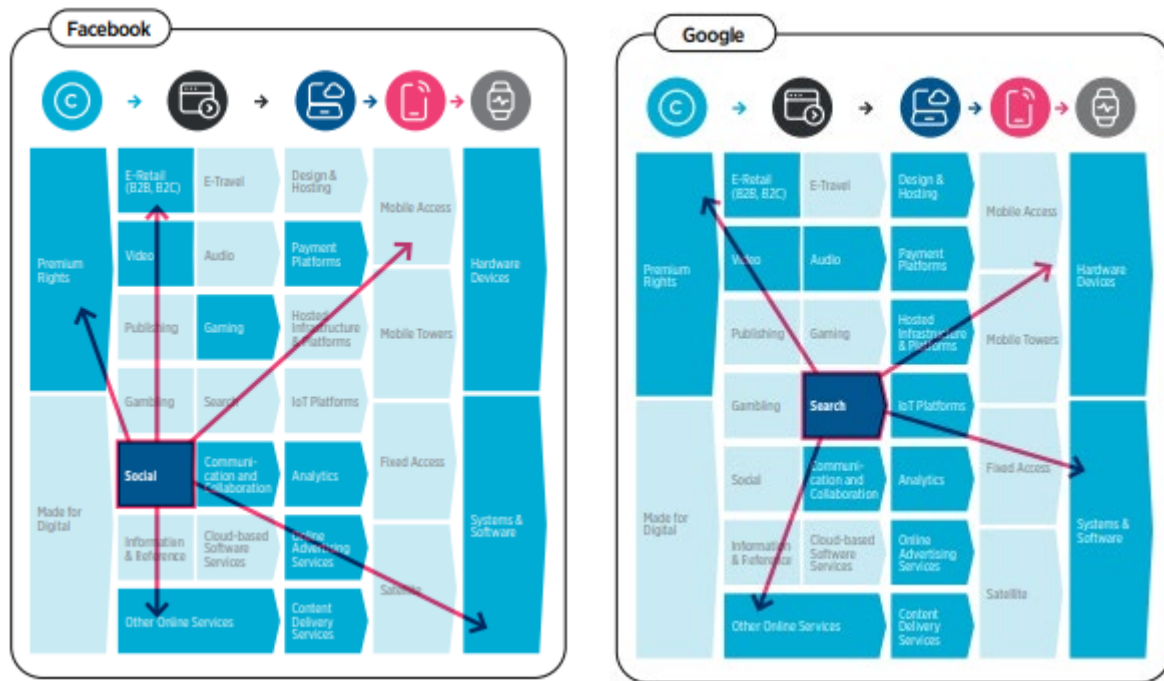 Facebook
C
E-Retail
(B2B, B2C)
E-Travel
Design &
Hosting
Mobile Access
Premium
Rights
Video
Audio
Payment
Platforms
Hardware
Devices
Publishing
Gaming
Hosted
Infrastructure
& Platforms
Mobile Towers
Gambling
Search
IoT Platforms
Social
Communi-
cation and
Collaboration
Analytics
Fixed Access
Made for
Digital
Information
& Reference
Cloud-based
Software
Services
Online
Advertising
Services
Systems &
Software
Satellite
Other Online Services
Content
Delivery
Services
Google
C
E-Retail
(B2B, B2C)
E-Travel
Design &
Hosting
Mobile Access
Premium
Rights
Video
Audio
Payment
Platforms
Hardware
Devices
Publishing
Gaming
Hosted
Infrastructure
& Platforms
Mobile Towers
Gambling
Search
IoT Platforms
Social
Communi-
cation and
Collaboration
Analytics
Fixed Access
Made for
Digital
Information
& Reference
Cloud-based
Software
Services
Online
Advertising
Services
Systems &
Software
Satellite
Other Online Services
Content
Delivery
Services